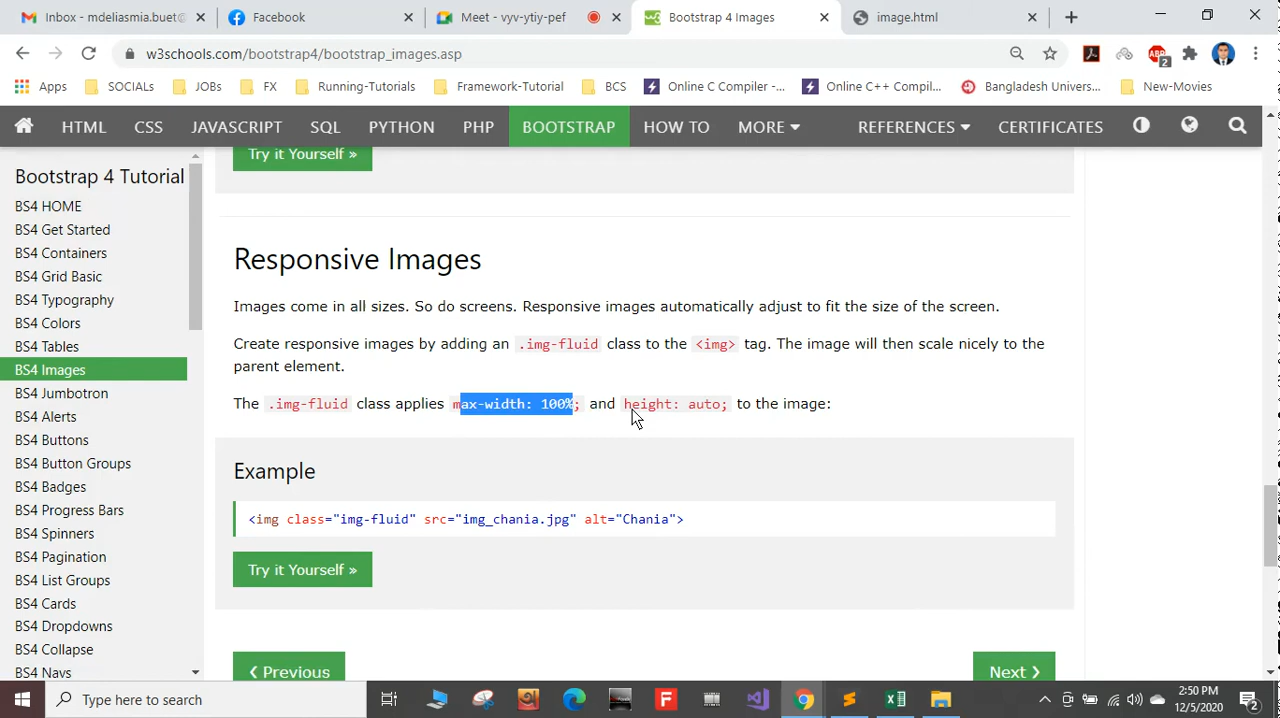 Inbox - mdeliasmia.buet@
Facebook
Meet - vyv-ytiy-pef
Bootstrap 4 Images
image.html
w3schools.com/bootstrap4/bootstrap_images.asp
ABP
2
Apps
SOCIALs
JOBs
FX
Running-Tutorials
Framework-Tutorial
BCS
Online C Compiler -...
Online C++ Compil...
Bangladesh Univers...
New-Movies
HTML
CSS
JAVASCRIPT
SQL
PYTHON
PHP
BOOTSTRAP
HOW TO
MORE
REFERENCES
CERTIFICATES
Bootstrap 4 Tutorial
BS4 HOME
BS4 Get Started
BS4 Containers
BS4 Grid Basic
BS4 Typography
BS4 Colors
BS4 Tables
BS4 Images
BS4 Jumbotron
BS4 Alerts
BS4 Buttons
BS4 Button Groups
BS4 Badges
BS4 Progress Bars
BS4 Spinners
BS4 Pagination
BS4 List Groups
BS4 Cards
BS4 Dropdowns
BS4 Collapse
BS4 Navs
Try it Yourself »
Responsive Images
Images come in all sizes. So do screens. Responsive images automatically adjust to fit the size of the screen.
Create responsive images by adding an .img-fluid class to the <img> tag. The image will then scale nicely to the
parent element.
The .img-fluid class applies max-width: 100%; and height: auto; to the image:
Example
<img class="img-fluid" src="img_chania.jpg" alt="Chania">
Try it Yourself »
❮ Previous
Next ❯
Type here to search
2:50 PM
12/5/2020
2